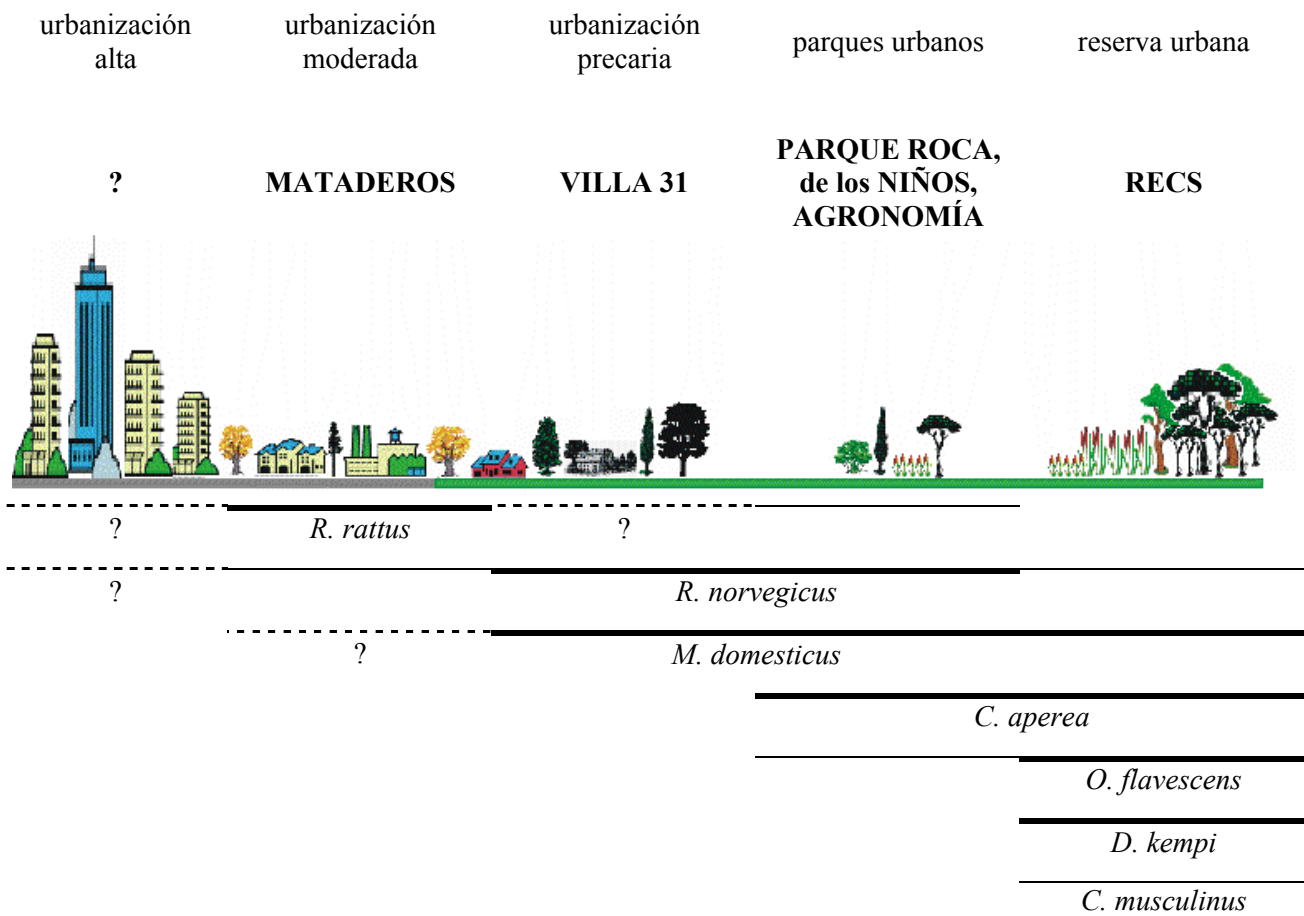 urbanización
alta
urbanización
moderada
urbanización
precaria
parques urbanos
reserva urbana
?
MATADEROS
VILLA 31
PARQUE ROCA,
de los NIÑOS,
AGRONOMÍA
RECS
?
R. rattus
?
?
R. norvegicus
?
M. domesticus
C. aperea
O. flavescens
D. kempi
C. musculinus